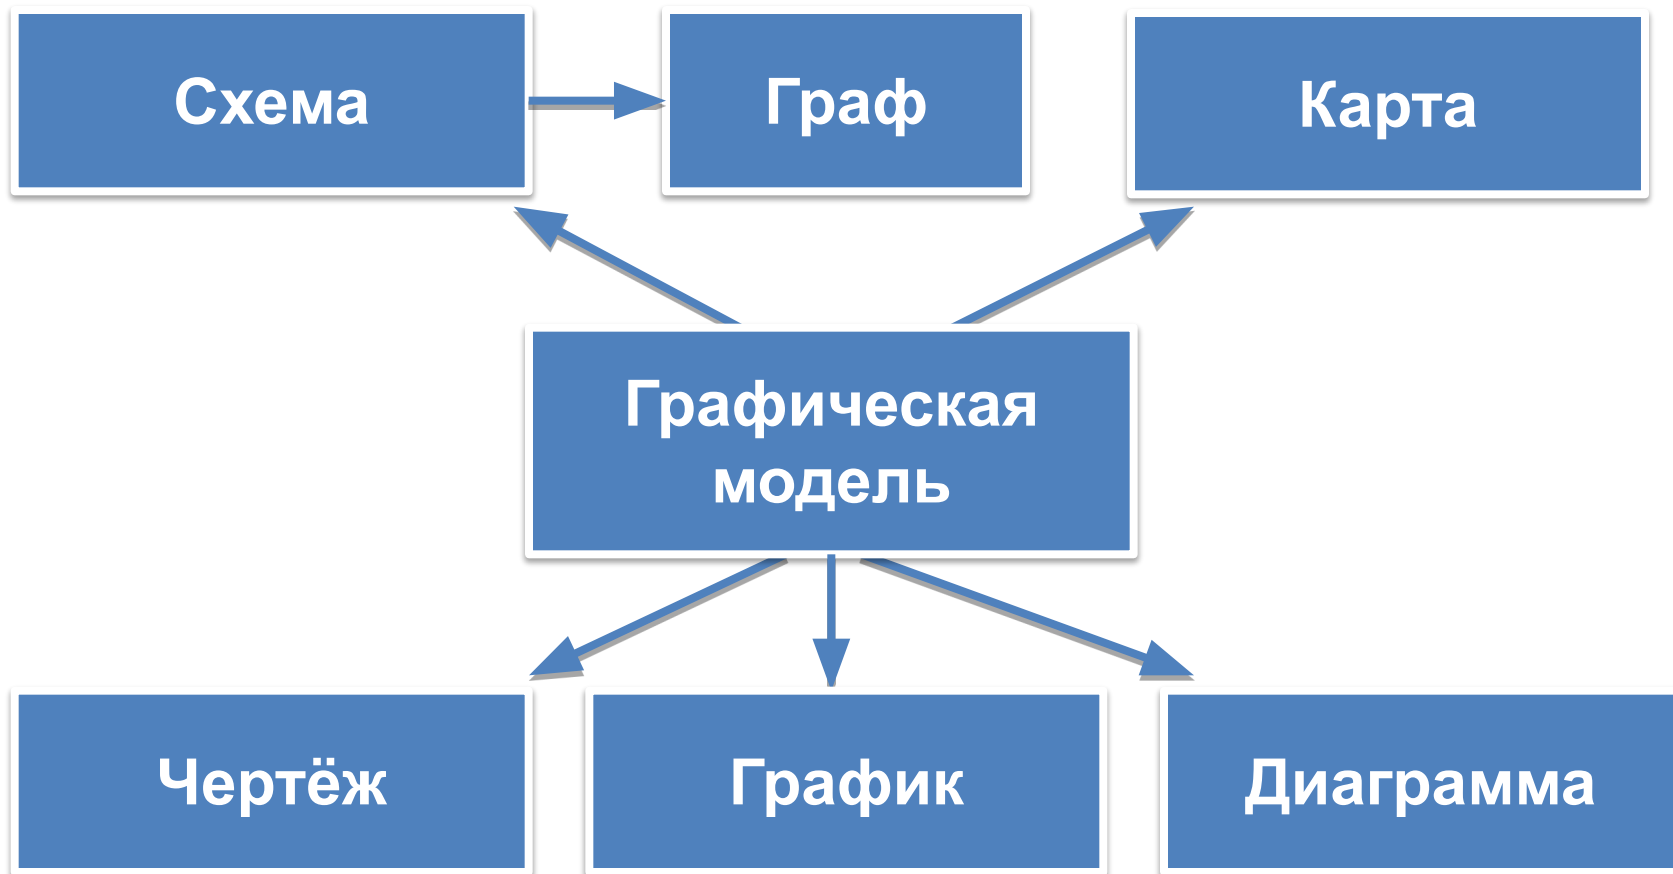 Схема
Граф
Карта
Графическая
модель
Чертёж
График
Диаграмма